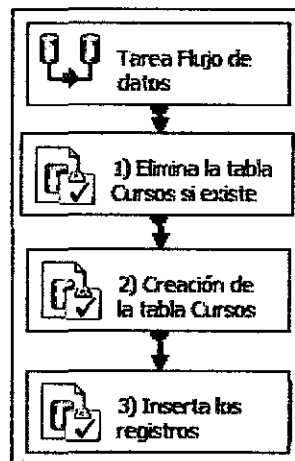 Tarea Flujo de
datos
1) Elimina la tabla
Cursos si existe
2) Creación de
la tabla Cursos
3) Inserta los
registros